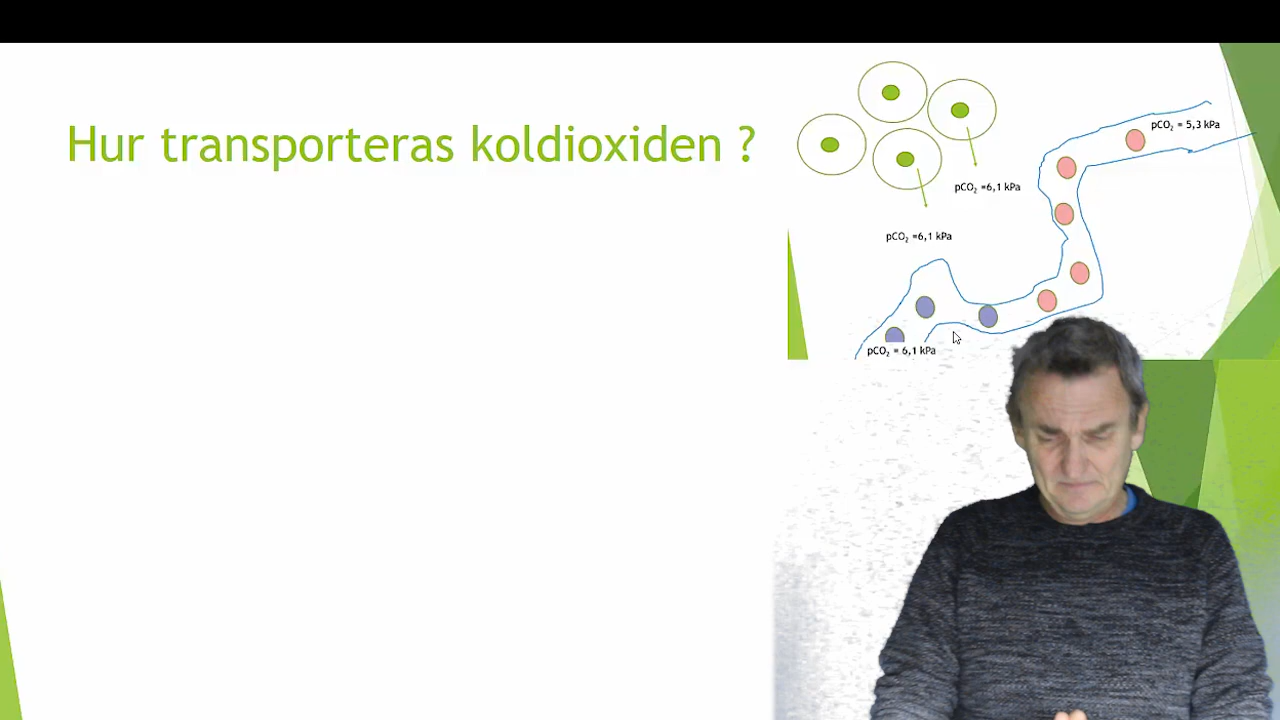 Hur transporteras koldioxiden ?
pCO₂ = 5,3 kPa
pCO₂ =6,1 kPa
pCO₂ =6,1 kPa
pCO₂ = 6,1 kPa